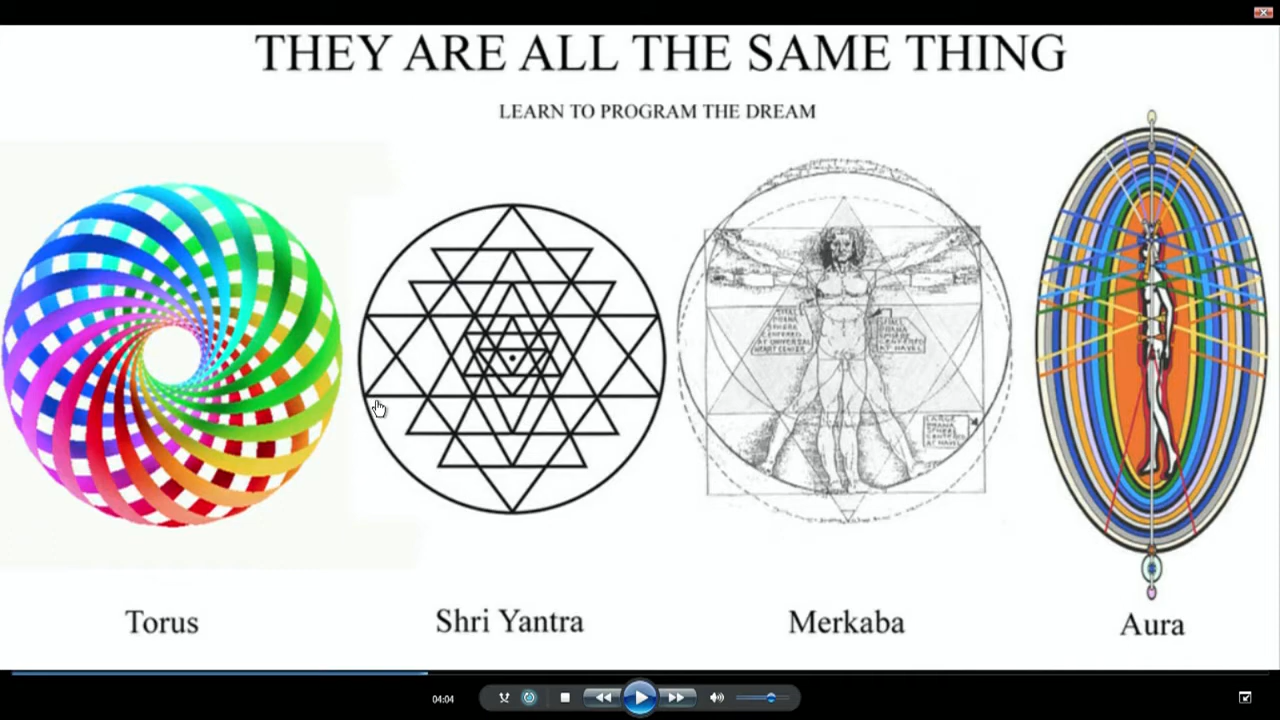 THEY ARE ALL THE SAME THING
LEARN TO PROGRAM THE DREAM
Torus
Shri Yantra
Merkaba
Aura
04:04